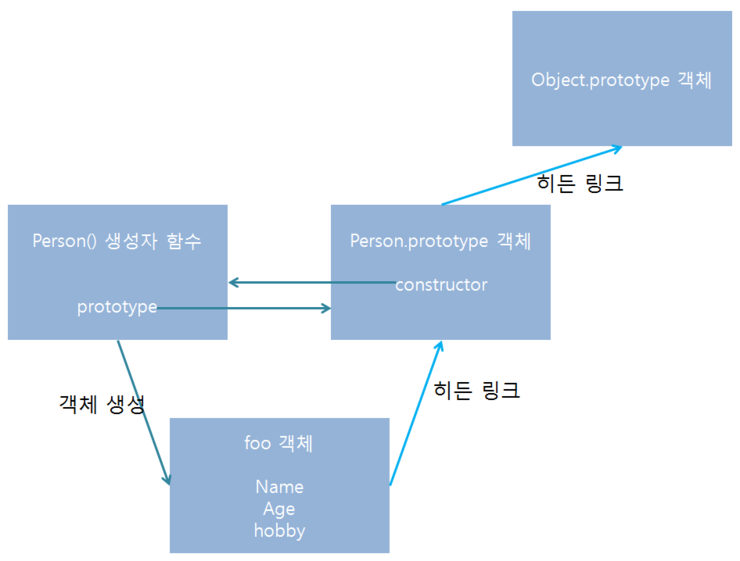 Object.prototype 객체
히든 링크
Person() 생성자 함수
prototype
Person.prototype 객체
constructor
객체 생성
히든 링크
foo 객체
Name
Age
hobby